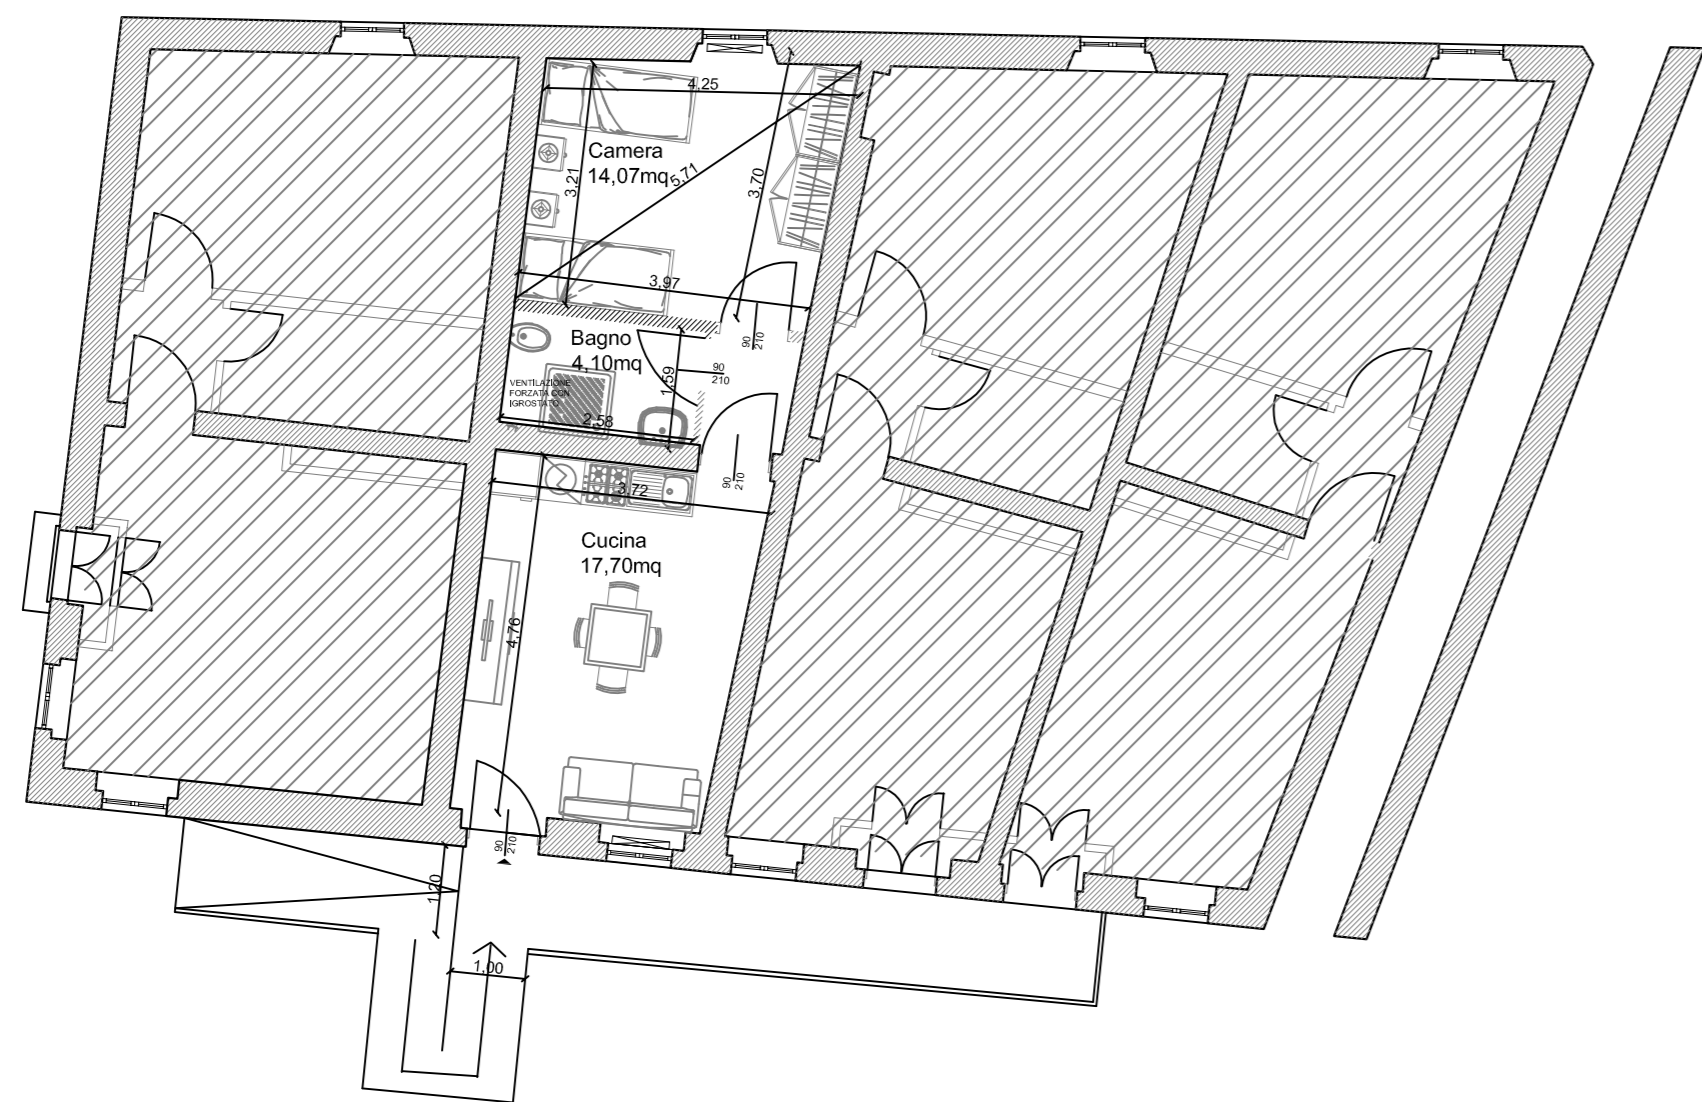 4,25
Camera
14,07mq
5,71
3,21
3,70
3,97
Bagno
4,10mq
90
210
90
210
1,59
VENTILAZIONE
FORZATA CON
IGROSTATO
2,58
90
210
3,72
Cucina
17,70mq
4,76
90
210
1,20
1,00